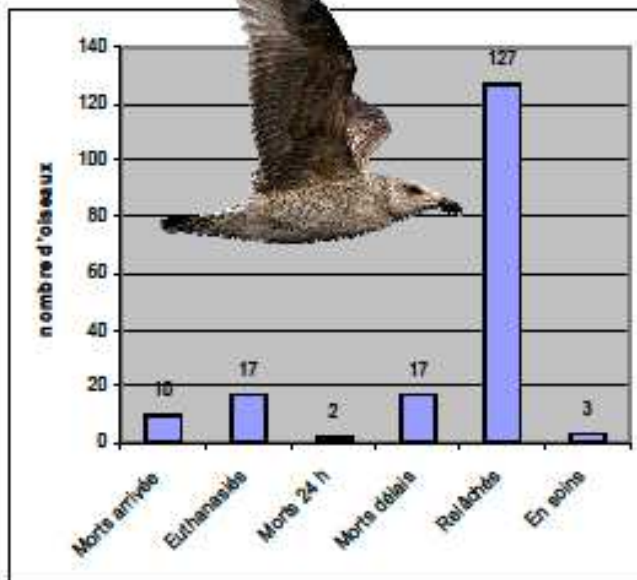 140
120
100
80
60
40
20
0
nombre d'oiseaux
10
17
2
17
127
3
Morts arrivée
Euthanasiés
Morts 24 h
Morts délais
Relâchés
En soins